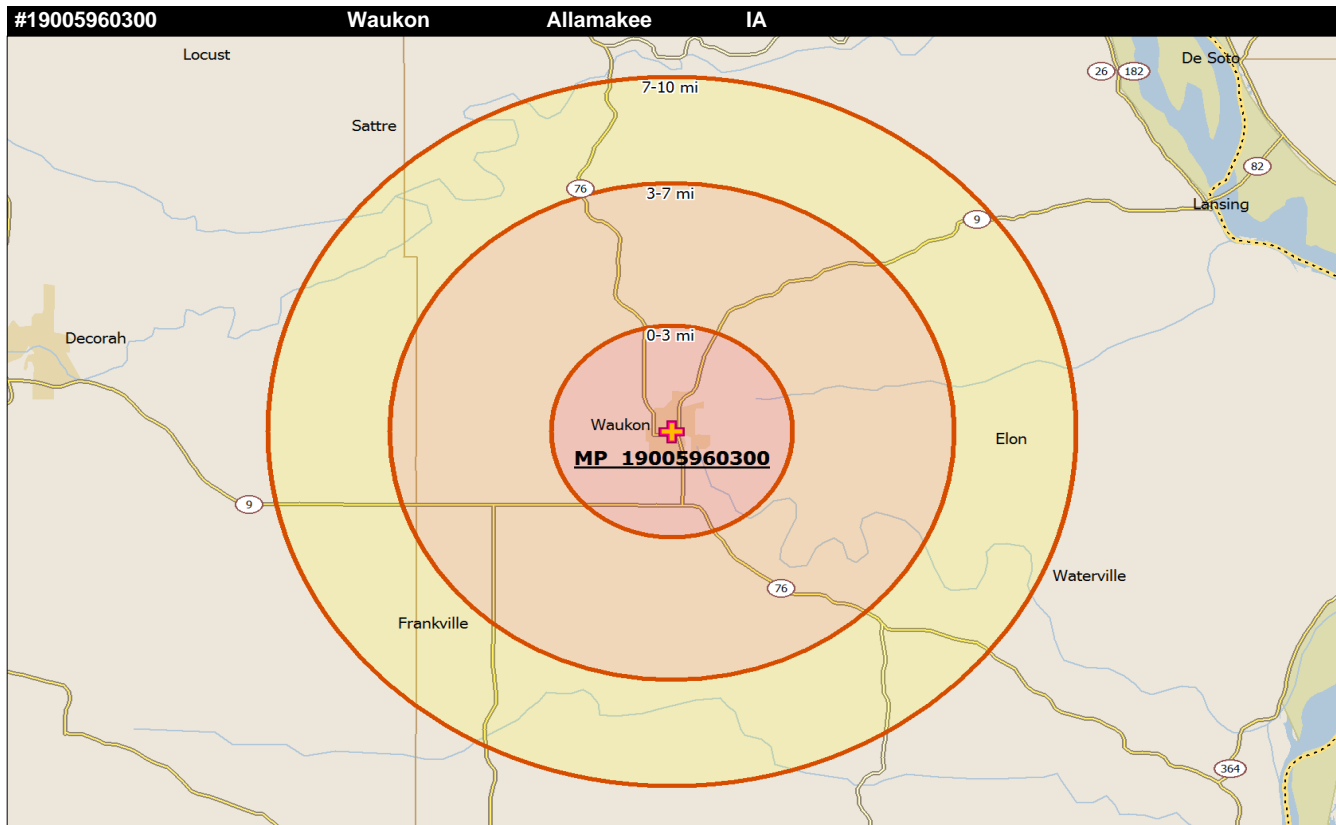 #19005960300 Waukon Allamakee IA
Locust
De Soto
26 182
7-10 mi
Sattre
82
76
3-7 mi
Lansing
9
Decorah
0-3 mi
Waukon
Elon
MP 19005960300
9
Waterville
76
Frankville
364